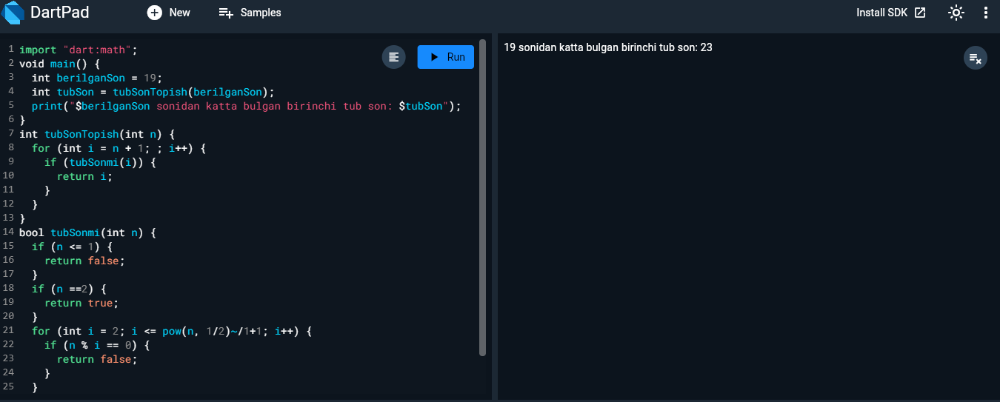 DartPad
New
Samples
Install SDK
Run
1 import "dart:math";
2 void main() {
3   int berilganSon = 19;
4   int tubSon = tubSonTopish(berilganSon);
5   print("$berilganSon sonidan katta bulgan birinchi tub son: $tubSon");
6 }
7 int tubSonTopish(int n) {
8   for (int i = n + 1; ; i++) {
9     if (tubSonmi(i)) {
10       return i;
11     }
12   }
13 }
14 bool tubSonmi(int n) {
15   if (n <= 1) {
16     return false;
17   }
18   if (n ==2) {
19     return true;
20   }
21   for (int i = 2; i <= pow(n, 1/2)~/1+1; i++) {
22     if (n % i == 0) {
23       return false;
24     }
25   }
19 sonidan katta bulgan birinchi tub son: 23